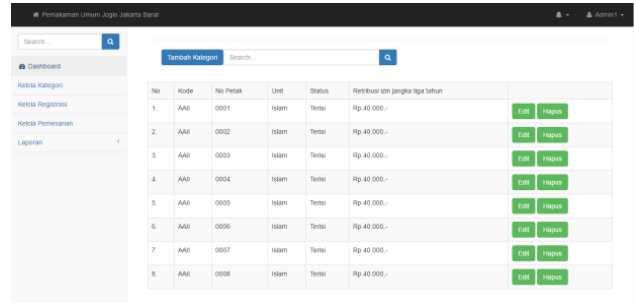 Pemakaman Umum Joglo Jakarta Barat
Admin1
Search...
Dashboard
Kelola Kategori
Kelola Registrasi
Kelola Pemesanan
Laporan
Tambah Kategori Search...
No Kode No Petak Unit Status Retribusi izin jangka tiga tahun
1. AAII 0001 Islam Terisi Rp.40.000,- Edit Hapus
2. AAII 0002 Islam Terisi Rp.40.000,- Edit Hapus
3. AAII 0003 Islam Terisi Rp.40.000,- Edit Hapus
4. AAII 0004 Islam Terisi Rp.40.000,- Edit Hapus
5. AAII 0005 Islam Terisi Rp.40.000,- Edit Hapus
6. AAII 0006 Islam Terisi Rp.40.000,- Edit Hapus
7. AAII 0007 Islam Terisi Rp.40.000,- Edit Hapus
8. AAII 0008 Islam Terisi Rp.40.000,- Edit Hapus